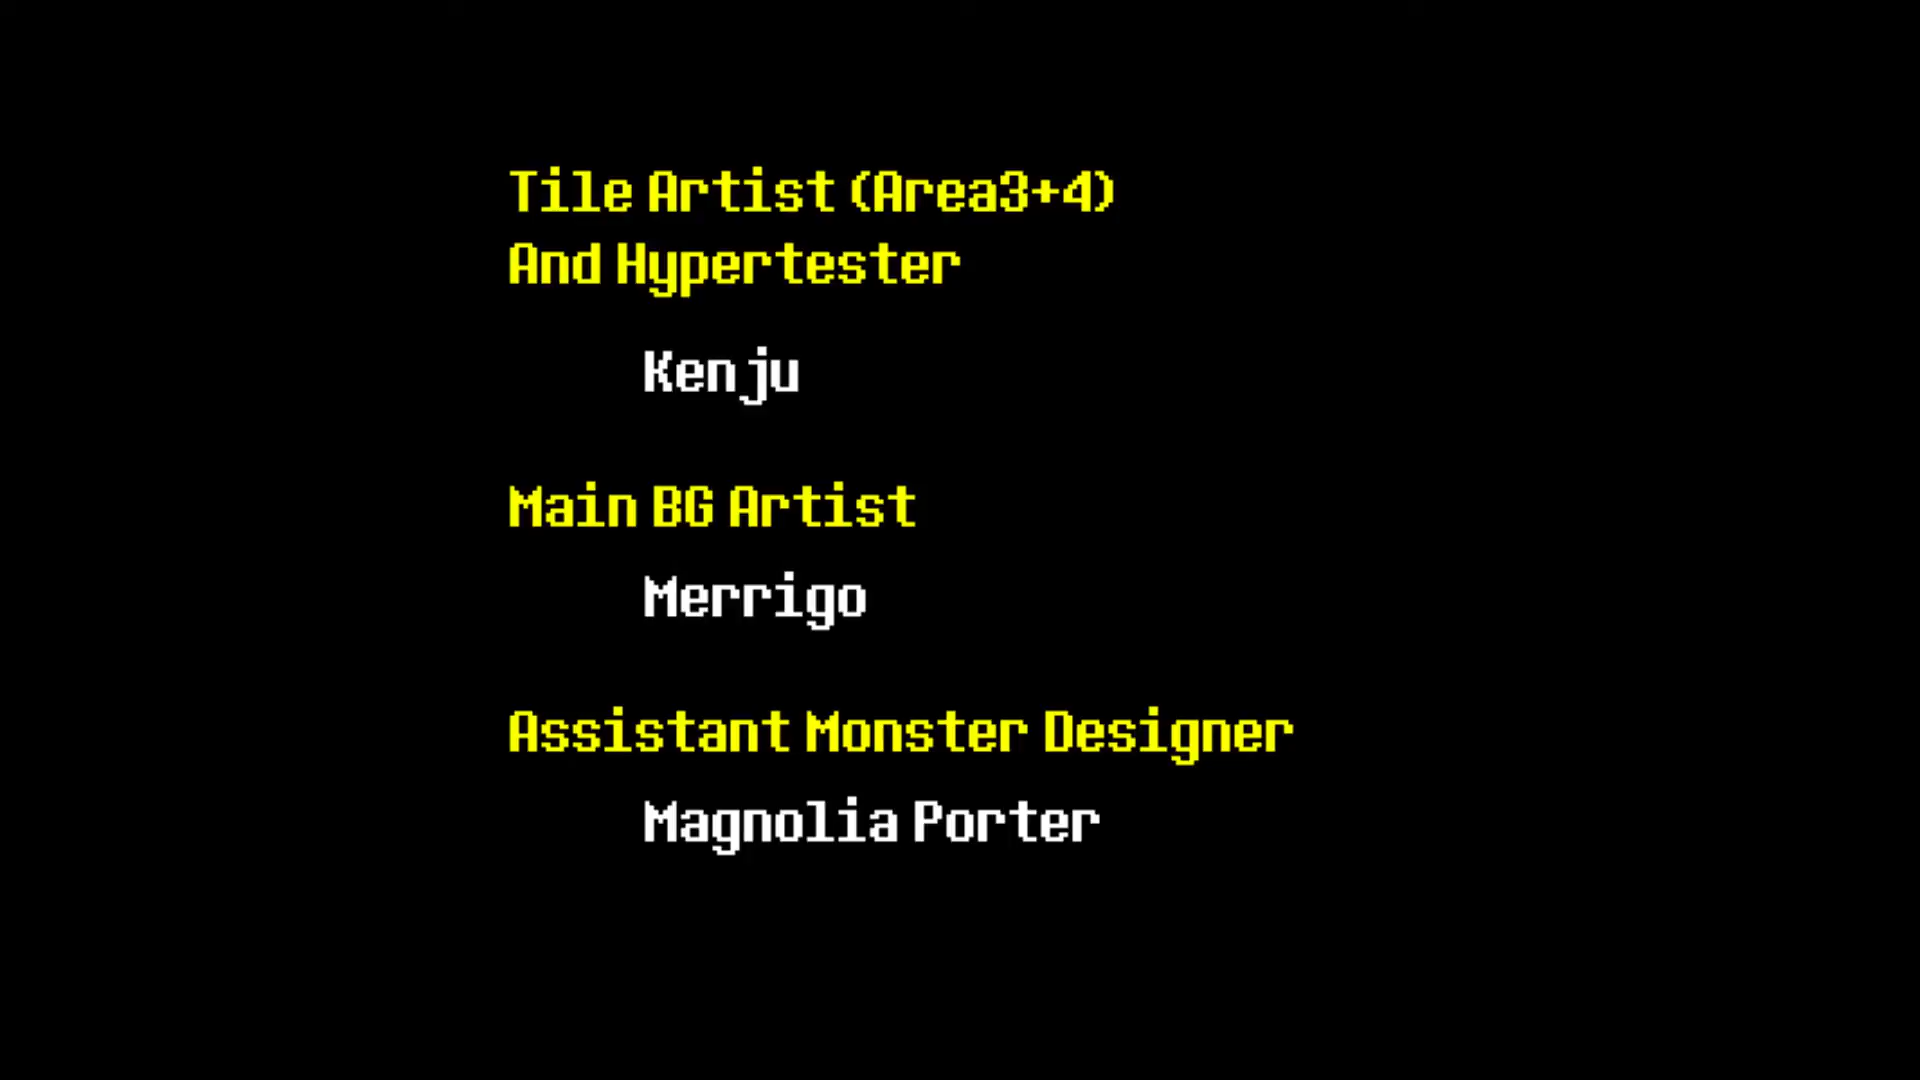 Tile Artist (Area3+4)
And Hypertester
Kenju
Main BG Artist
Merrigo
Assistant Monster Designer
Magnolia Porter